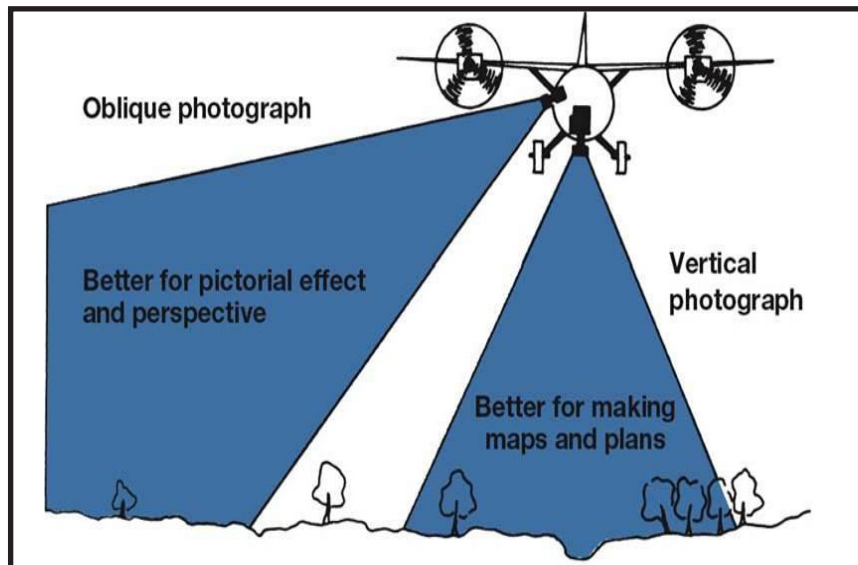 Oblique photograph
Better for pictorial effect
and perspective
Vertical
photograph
Better for making
maps and plans